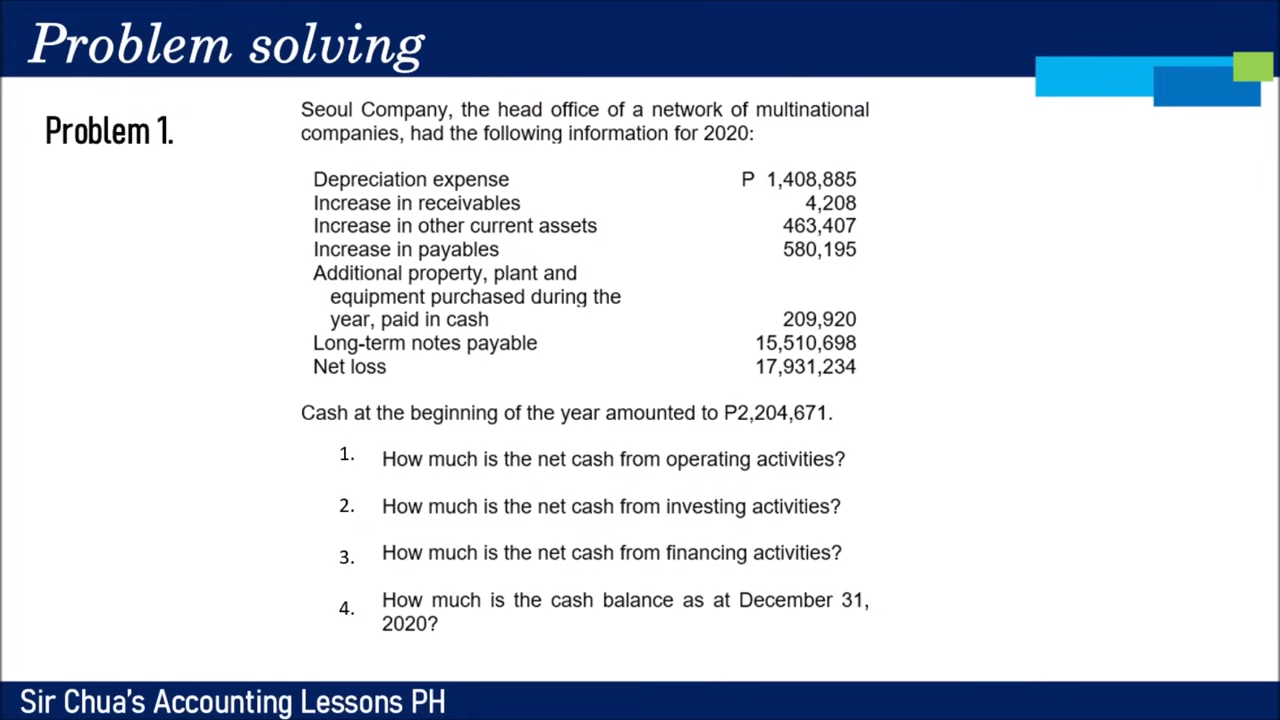 Problem solving
Problem 1.
Seoul Company, the head office of a network of multinational
companies, had the following information for 2020:
Depreciation expense P 1,408,885
Increase in receivables 4,208
Increase in other current assets 463,407
Increase in payables 580,195
Additional property, plant and
equipment purchased during the
year, paid in cash 209,920
Long-term notes payable 15,510,698
Net loss 17,931,234
Cash at the beginning of the year amounted to P2,204,671.
1. How much is the net cash from operating activities?
2. How much is the net cash from investing activities?
3. How much is the net cash from financing activities?
4. How much is the cash balance as at December 31,
2020?
Sir Chua's Accounting Lessons PH